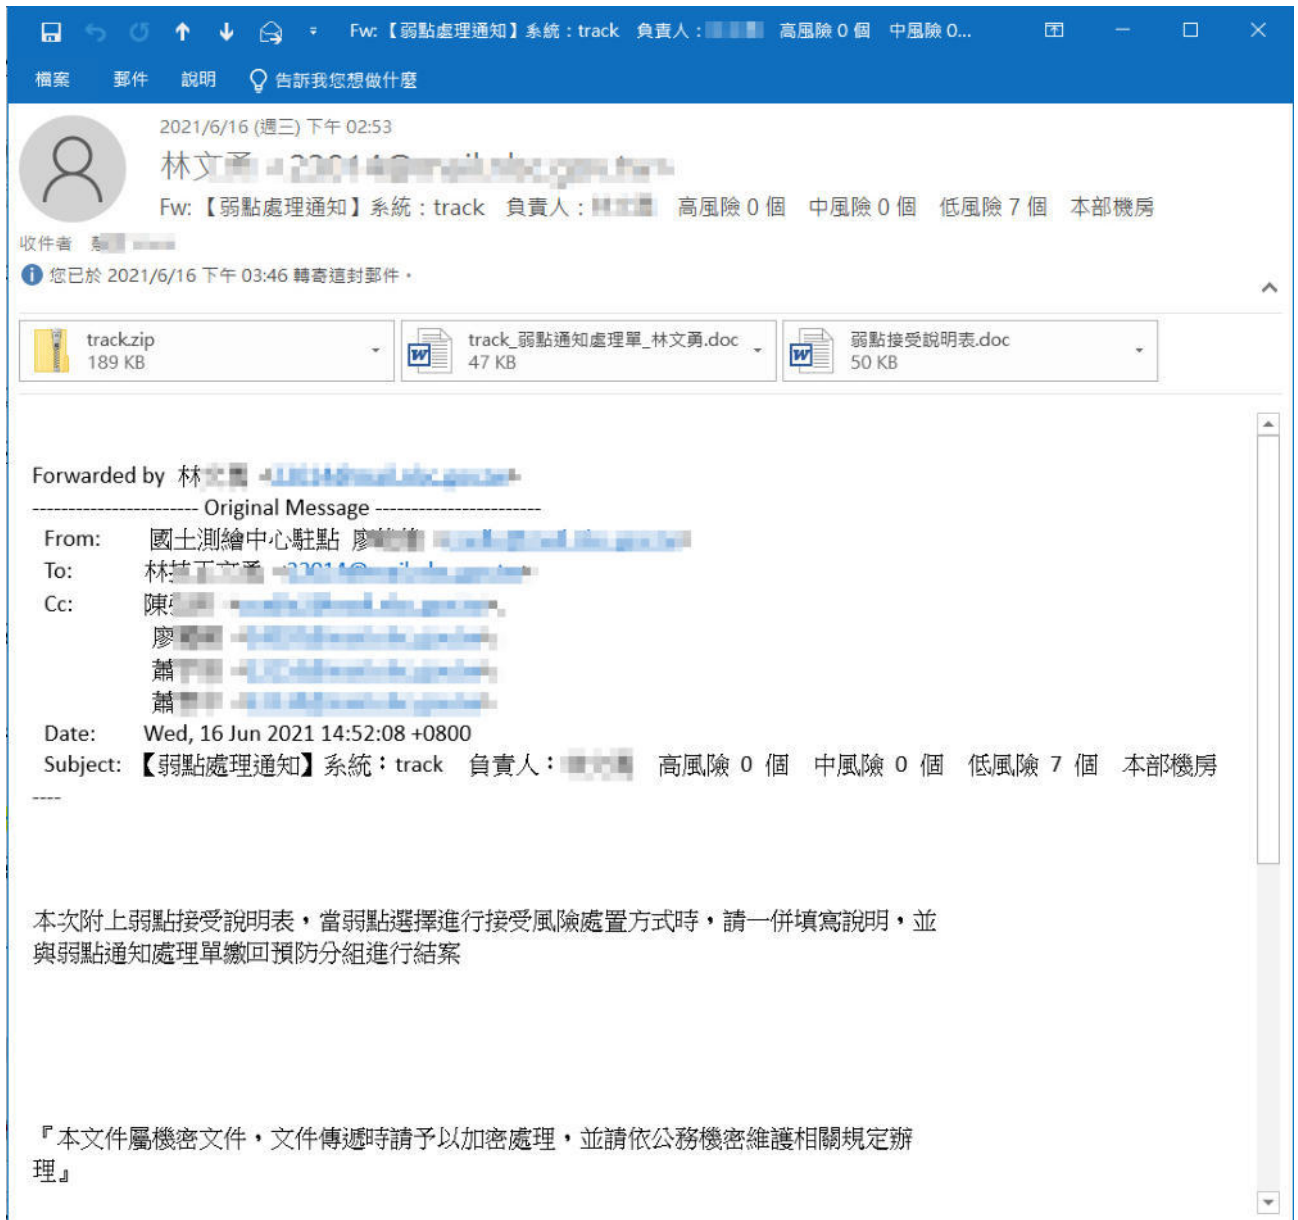 Fw:【弱點處理通知】系統：track 負責人： 高風險 0 個 中風險 0...
檔案 郵件 說明 告訴我您想做什麼
2021/6/16 (週三) 下午 02:53
林文
Fw:【弱點處理通知】系統：track 負責人： 高風險 0 個 中風險 0 個 低風險 7 個 本部機房
收件者
您已於 2021/6/16 下午 03:46 轉寄這封郵件。
track.zip
189 KB
track_弱點通知處理單_林文勇.doc
47 KB
弱點接受說明表.doc
50 KB
Forwarded by 林
----------------------- Original Message -----------------------
From: 國土測繪中心駐點 廖
To: 林
Cc: 陳
廖
蕭
蕭
Date: Wed, 16 Jun 2021 14:52:08 +0800
Subject: 【弱點處理通知】系統：track 負責人： 高風險 0 個 中風險 0 個 低風險 7 個 本部機房
----
本次附上弱點接受說明表，當弱點選擇進行接受風險處置方式時，請一併填寫說明，並
與弱點通知處理單繳回預防分組進行結案
『本文件屬機密文件，文件傳遞時請予以加密處理，並請依公務機密維護相關規定辦
理』